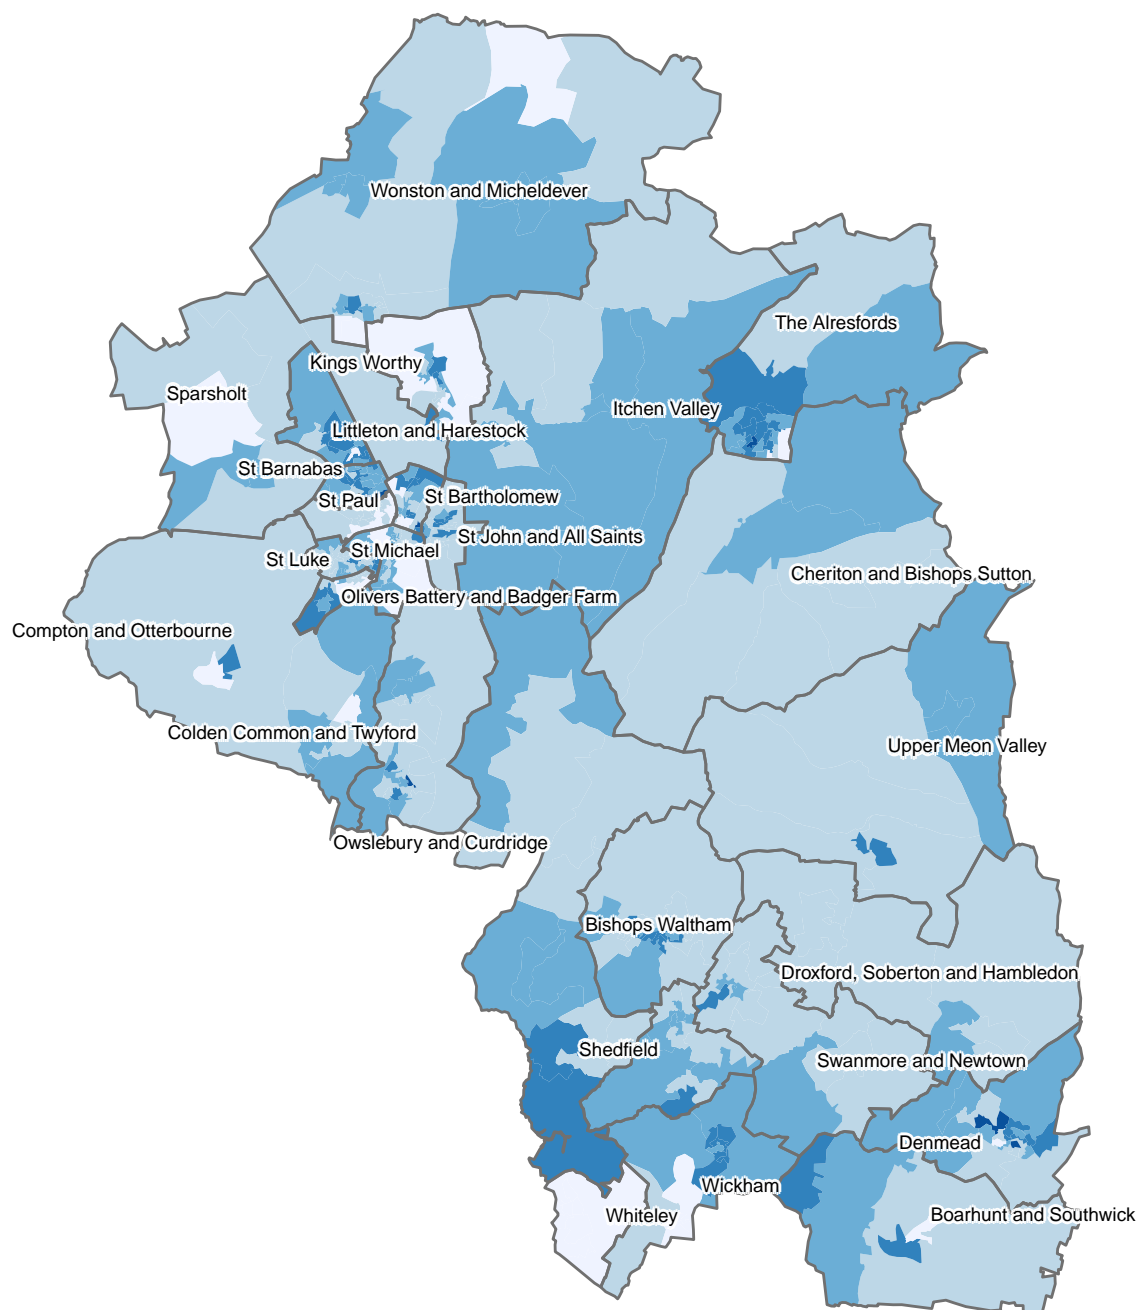 Wonston and Micheldever
The Alresfords
Kings Worthy
Sparsholt
Itchen Valley
Littleton and Harestock
St Barnabas
St Bartholomew
St Paul
St John and All Saints
St Michael
St Luke
Cheriton and Bishops Sutton
Olivers Battery and Badger Farm
Compton and Otterbourne
Colden Common and Twyford
Upper Meon Valley
Owslebury and Curdridge
Bishops Waltham
Droxford, Soberton and Hambledon
Shedfield
Swanmore and Newtown
Denmead
Wickham
Whiteley
Boarhunt and Southwick